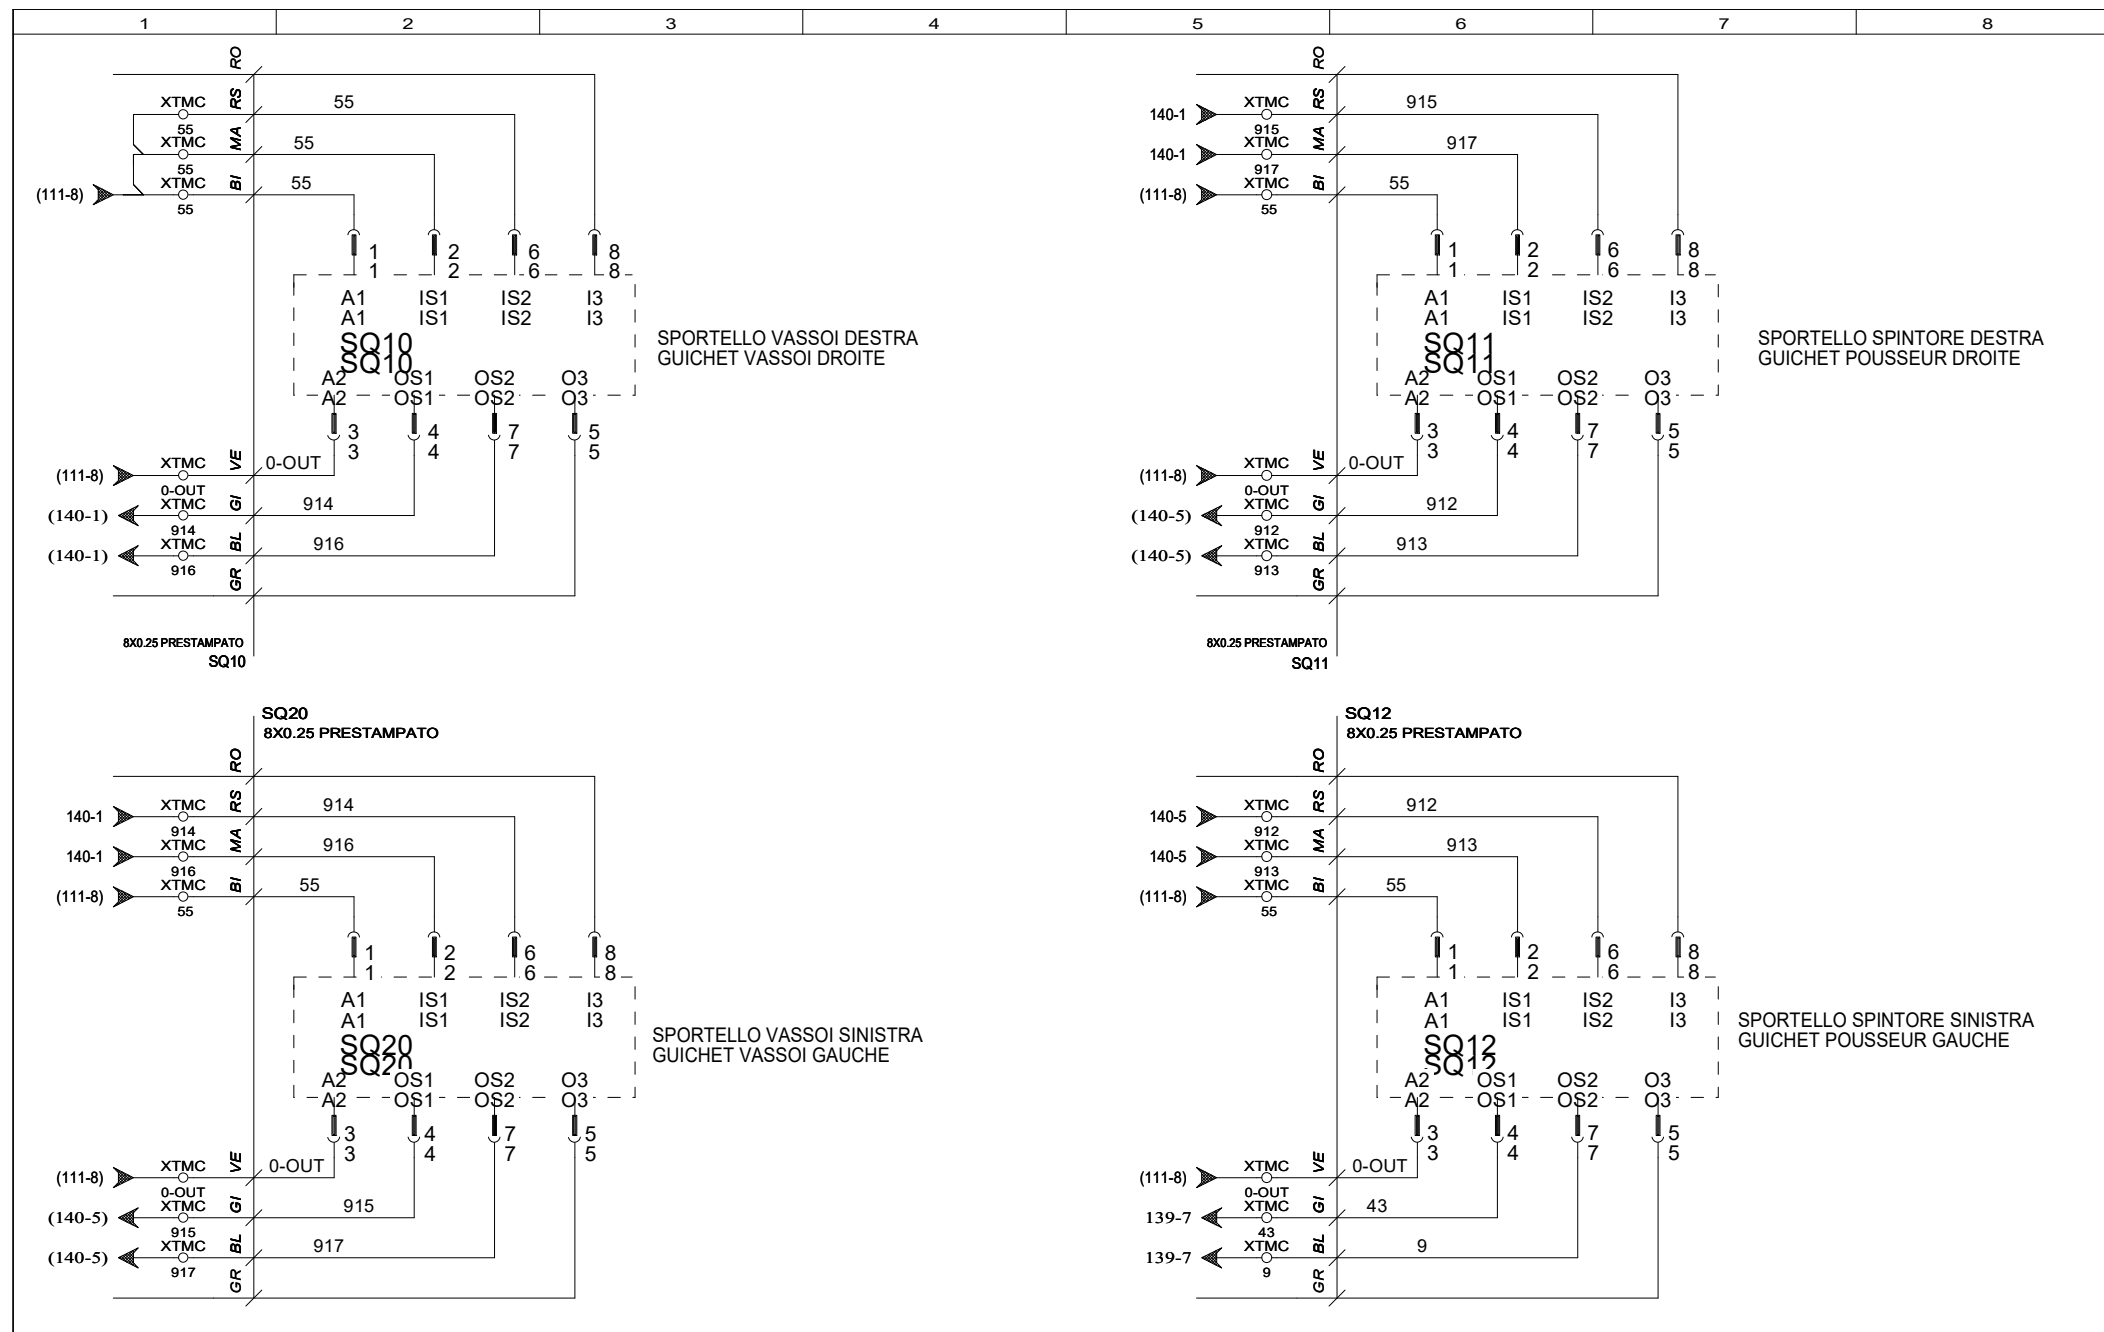 1 2 3 4 5 6 7 8
RO
XTMC RS 55
55
XTMC MA 55
55
(111-8) XTMC BI 55
55
1 2 6 8
1 2 6 8
A1 IS1 IS2 I3
A1 IS1 IS2 I3
SQ10
SQ10
SPORTELLO VASSOI DESTRA
GUICHET VASSOI DROITE
A2 OS1 OS2 O3
A2 OS1 OS2 O3
3 4 7 5
3 4 7 5
(111-8) XTMC VE 0-OUT
0-OUT
(140-1) XTMC GI 914
914
(140-1) XTMC BL 916
916
GR
8X0.25 PRESTAMPATO
SQ10
RO
140-1 XTMC RS 915
915
140-1 XTMC MA 917
917
(111-8) XTMC BI 55
55
1 2 6 8
1 2 6 8
A1 IS1 IS2 I3
A1 IS1 IS2 I3
SQ11
SQ11
SPORTELLO SPINTORE DESTRA
GUICHET POUSSEUR DROITE
A2 OS1 OS2 O3
A2 OS1 OS2 O3
3 4 7 5
3 4 7 5
(111-8) XTMC VE 0-OUT
0-OUT
(140-5) XTMC GI 912
912
(140-5) XTMC BL 913
913
GR
8X0.25 PRESTAMPATO
SQ11
SQ20
8X0.25 PRESTAMPATO
RO
140-1 XTMC RS 914
914
140-1 XTMC MA 916
916
(111-8) XTMC BI 55
55
1 2 6 8
1 2 6 8
A1 IS1 IS2 I3
A1 IS1 IS2 I3
SQ20
SQ20
SPORTELLO VASSOI SINISTRA
GUICHET VASSOI GAUCHE
A2 OS1 OS2 O3
A2 OS1 OS2 O3
3 4 7 5
3 4 7 5
(111-8) XTMC VE 0-OUT
0-OUT
(140-5) XTMC GI 915
915
(140-5) XTMC BL 917
917
GR
SQ12
8X0.25 PRESTAMPATO
RO
140-5 XTMC RS 912
912
140-5 XTMC MA 913
913
(111-8) XTMC BI 55
55
1 2 6 8
1 2 6 8
A1 IS1 IS2 I3
A1 IS1 IS2 I3
SQ12
SQ12
SPORTELLO SPINTORE SINISTRA
GUICHET POUSSEUR GAUCHE
A2 OS1 OS2 O3
A2 OS1 OS2 O3
3 4 7 5
3 4 7 5
(111-8) XTMC VE 0-OUT
0-OUT
139-7 XTMC GI 43
43
139-7 XTMC BL 9
9
GR